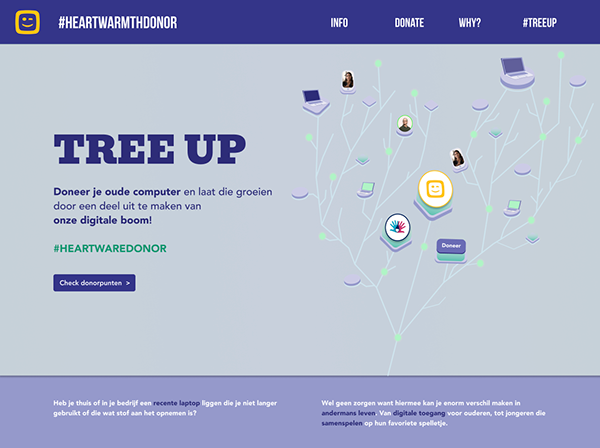 #HEARTWARMTHDONOR
INFO
DONATE
WHY?
#TREEUP
TREE UP
Doneer je oude computer en laat die groeien
door een deel uit te maken van
onze digitale boom!
#HEARTWAREDONOR
Check donorpunten >
Doneer
Heb je thuis of in je bedrijf een recente laptop liggen die je niet langer
gebruikt of die wat stof aan het opnemen is?
Wel geen zorgen want hiermee kan je enorm verschil maken in
andermans leven. Van digitale toegang voor ouderen, tot jongeren die
samenspelen op hun favoriete spelletje.